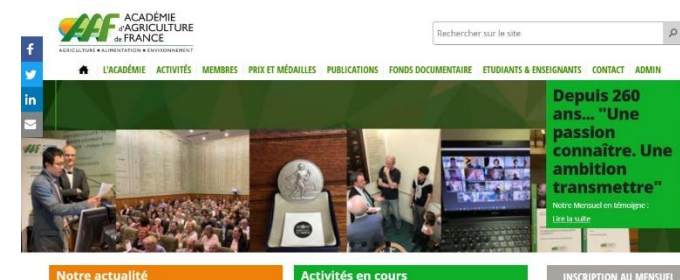 ACADÉMIE
d'AGRICULTURE
de FRANCE
AGRICULTURE ● ALIMENTATION ● ENVIRONNEMENT
Rechercher sur le site
L'ACADÉMIE ACTIVITÉS MEMBRES PRIX ET MÉDAILLES PUBLICATIONS FONDS DOCUMENTAIRE ETUDIANTS & ENSEIGNANTS CONTACT ADMIN
Depuis 260
ans... "Une
passion
connaître. Une
ambition
transmettre"
Notre Mensuel en témoigne :
Lire la suite
Notre actualité
Activités en cours
INSCRIPTION AU MENSUEL